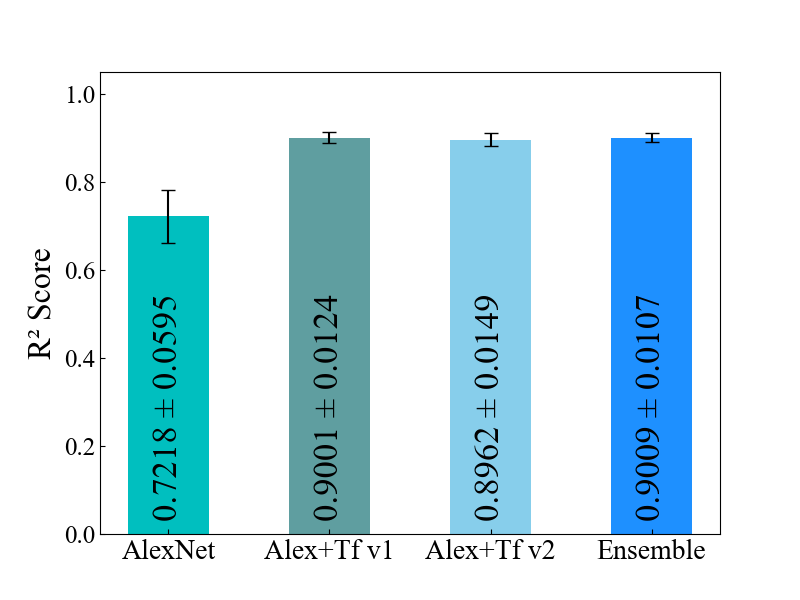 R² Score
1.0
0.8
0.6
0.4
0.2
0.0
0.7218 ± 0.0595
0.9001 ± 0.0124
0.8962 ± 0.0149
0.9009 ± 0.0107
AlexNet
Alex+Tf v1
Alex+Tf v2
Ensemble